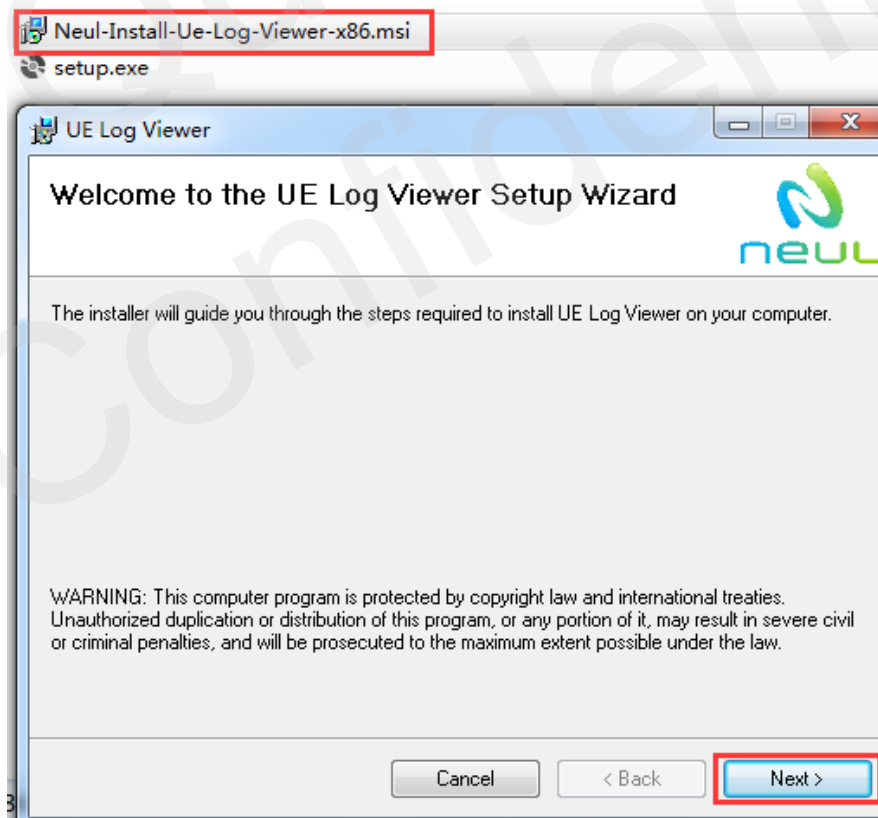 Neul-Install-Ue-Log-Viewer-x86.msi
setup.exe
UE Log Viewer
Welcome to the UE Log Viewer Setup Wizard
neul
The installer will guide you through the steps required to install UE Log Viewer on your computer.
WARNING: This computer program is protected by copyright law and international treaties.
Unauthorized duplication or distribution of this program, or any portion of it, may result in severe civil
or criminal penalties, and will be prosecuted to the maximum extent possible under the law.
Cancel
< Back
Next >
Confident